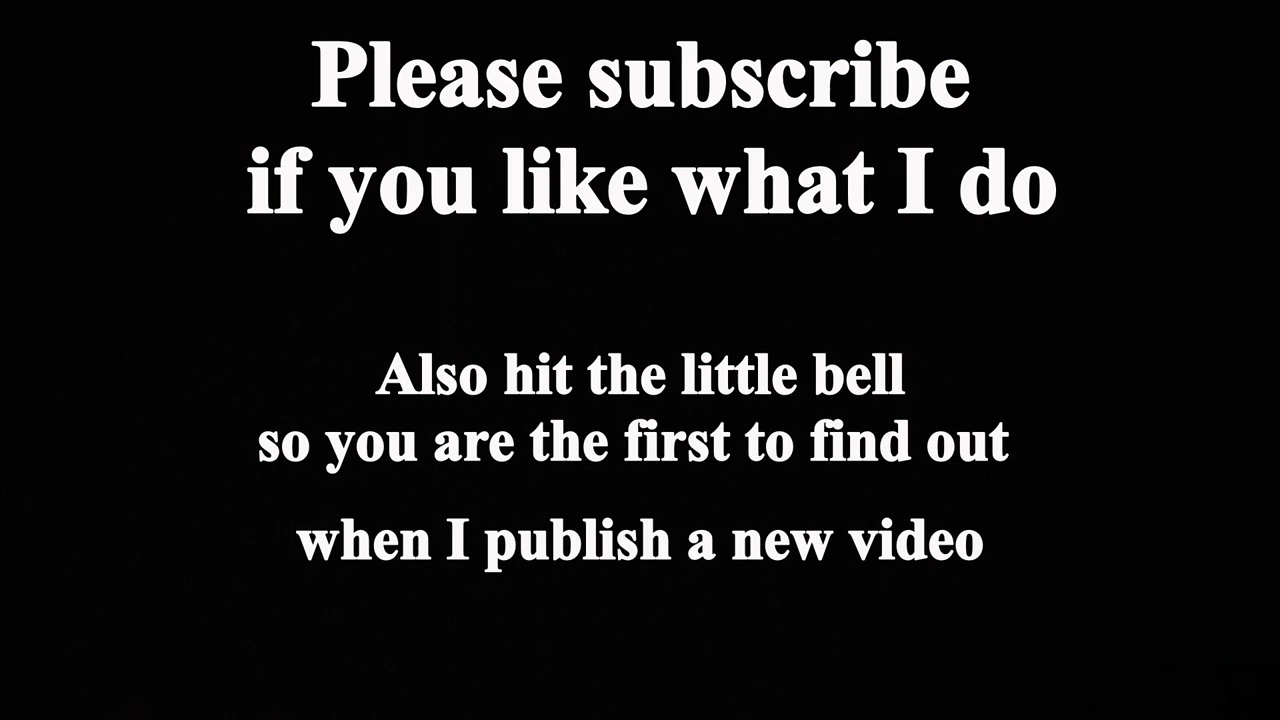 Please subscribe
if you like what I do
Also hit the little bell
so you are the first to find out
when I publish a new video